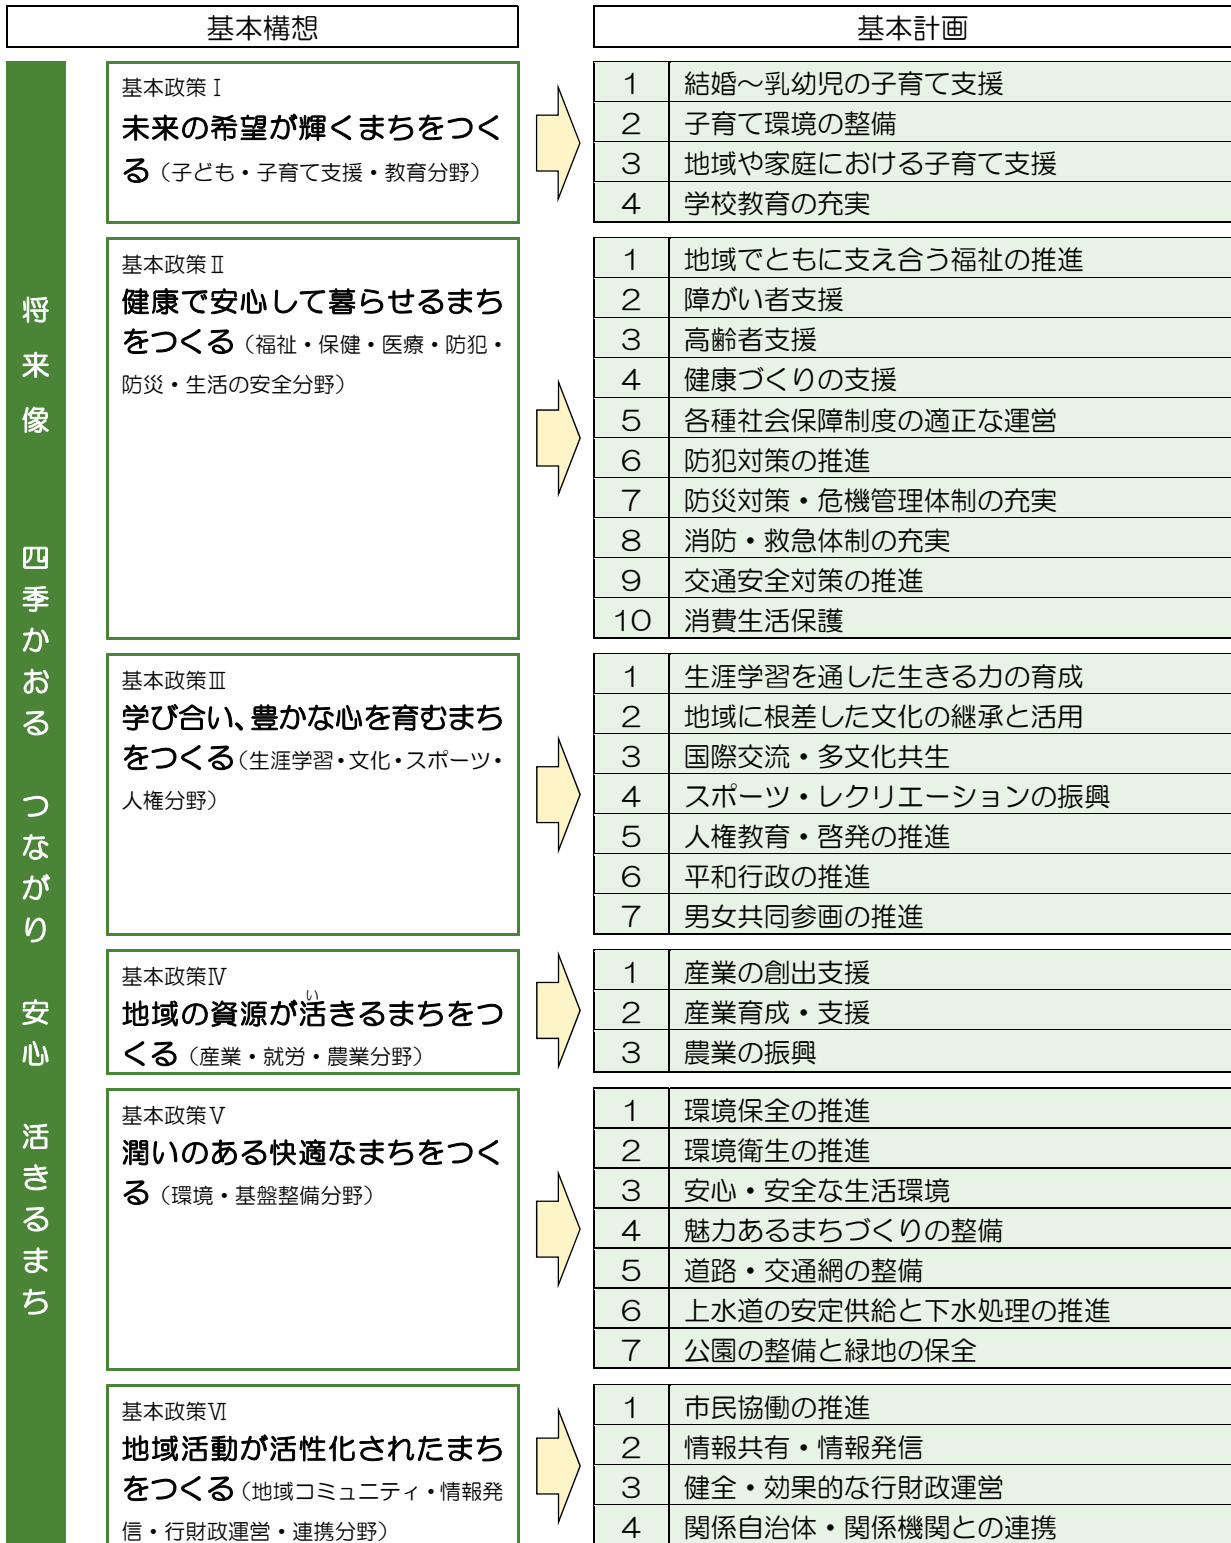 基本構想
基本計画
将来像　四季かおる　つながり　安心　活きるまち
基本政策Ⅰ
未来の希望が輝くまちをつく
る（子ども・子育て支援・教育分野）
1 結婚～乳幼児の子育て支援
2 子育て環境の整備
3 地域や家庭における子育て支援
4 学校教育の充実
基本政策Ⅱ
健康で安心して暮らせるまち
をつくる（福祉・保健・医療・防犯・
防災・生活の安全分野）
1 地域でともに支え合う福祉の推進
2 障がい者支援
3 高齢者支援
4 健康づくりの支援
5 各種社会保障制度の適正な運営
6 防犯対策の推進
7 防災対策・危機管理体制の充実
8 消防・救急体制の充実
9 交通安全対策の推進
10 消費生活保護
基本政策Ⅲ
学び合い、豊かな心を育むまち
をつくる（生涯学習・文化・スポーツ・
人権分野）
1 生涯学習を通した生きる力の育成
2 地域に根差した文化の継承と活用
3 国際交流・多文化共生
4 スポーツ・レクリエーションの振興
5 人権教育・啓発の推進
6 平和行政の推進
7 男女共同参画の推進
基本政策Ⅳ
い
地域の資源が活きるまちをつ
くる（産業・就労・農業分野）
1 産業の創出支援
2 産業育成・支援
3 農業の振興
基本政策Ⅴ
潤いのある快適なまちをつく
る（環境・基盤整備分野）
1 環境保全の推進
2 環境衛生の推進
3 安心・安全な生活環境
4 魅力あるまちづくりの整備
5 道路・交通網の整備
6 上水道の安定供給と下水処理の推進
7 公園の整備と緑地の保全
基本政策Ⅵ
地域活動が活性化されたまち
をつくる（地域コミュニティ・情報発
信・行財政運営・連携分野）
1 市民協働の推進
2 情報共有・情報発信
3 健全・効果的な行財政運営
4 関係自治体・関係機関との連携